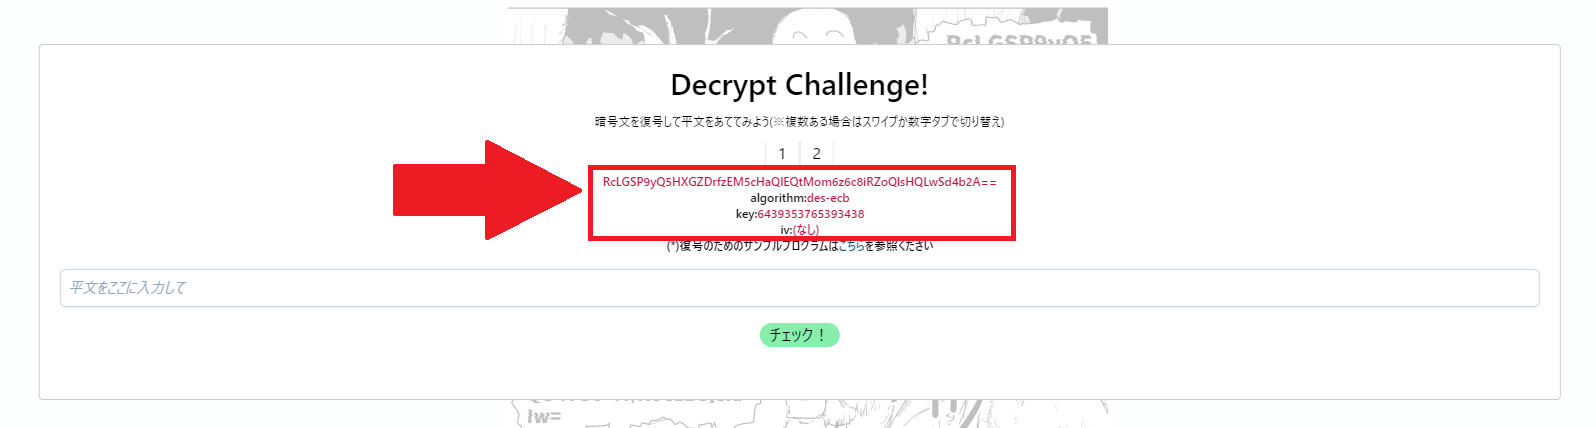 RcLGSP9yQ5
Decrypt Challenge!
暗号文を復号して平文をあててみよう(※複数ある場合はスワイプか数字タブで切り替え)
1 2
RcLGSP9yQ5HXGZDrfzEM5cHaQIEQtMom6z6c8iRZoQIsHQLwSd4b2A==
algorithm:des-ecb
key:6439353765393438
iv:(なし)
(*)復号のためのサンプルプログラムはこちらを参照ください
平文をここに入力して
チェック！
Iw=